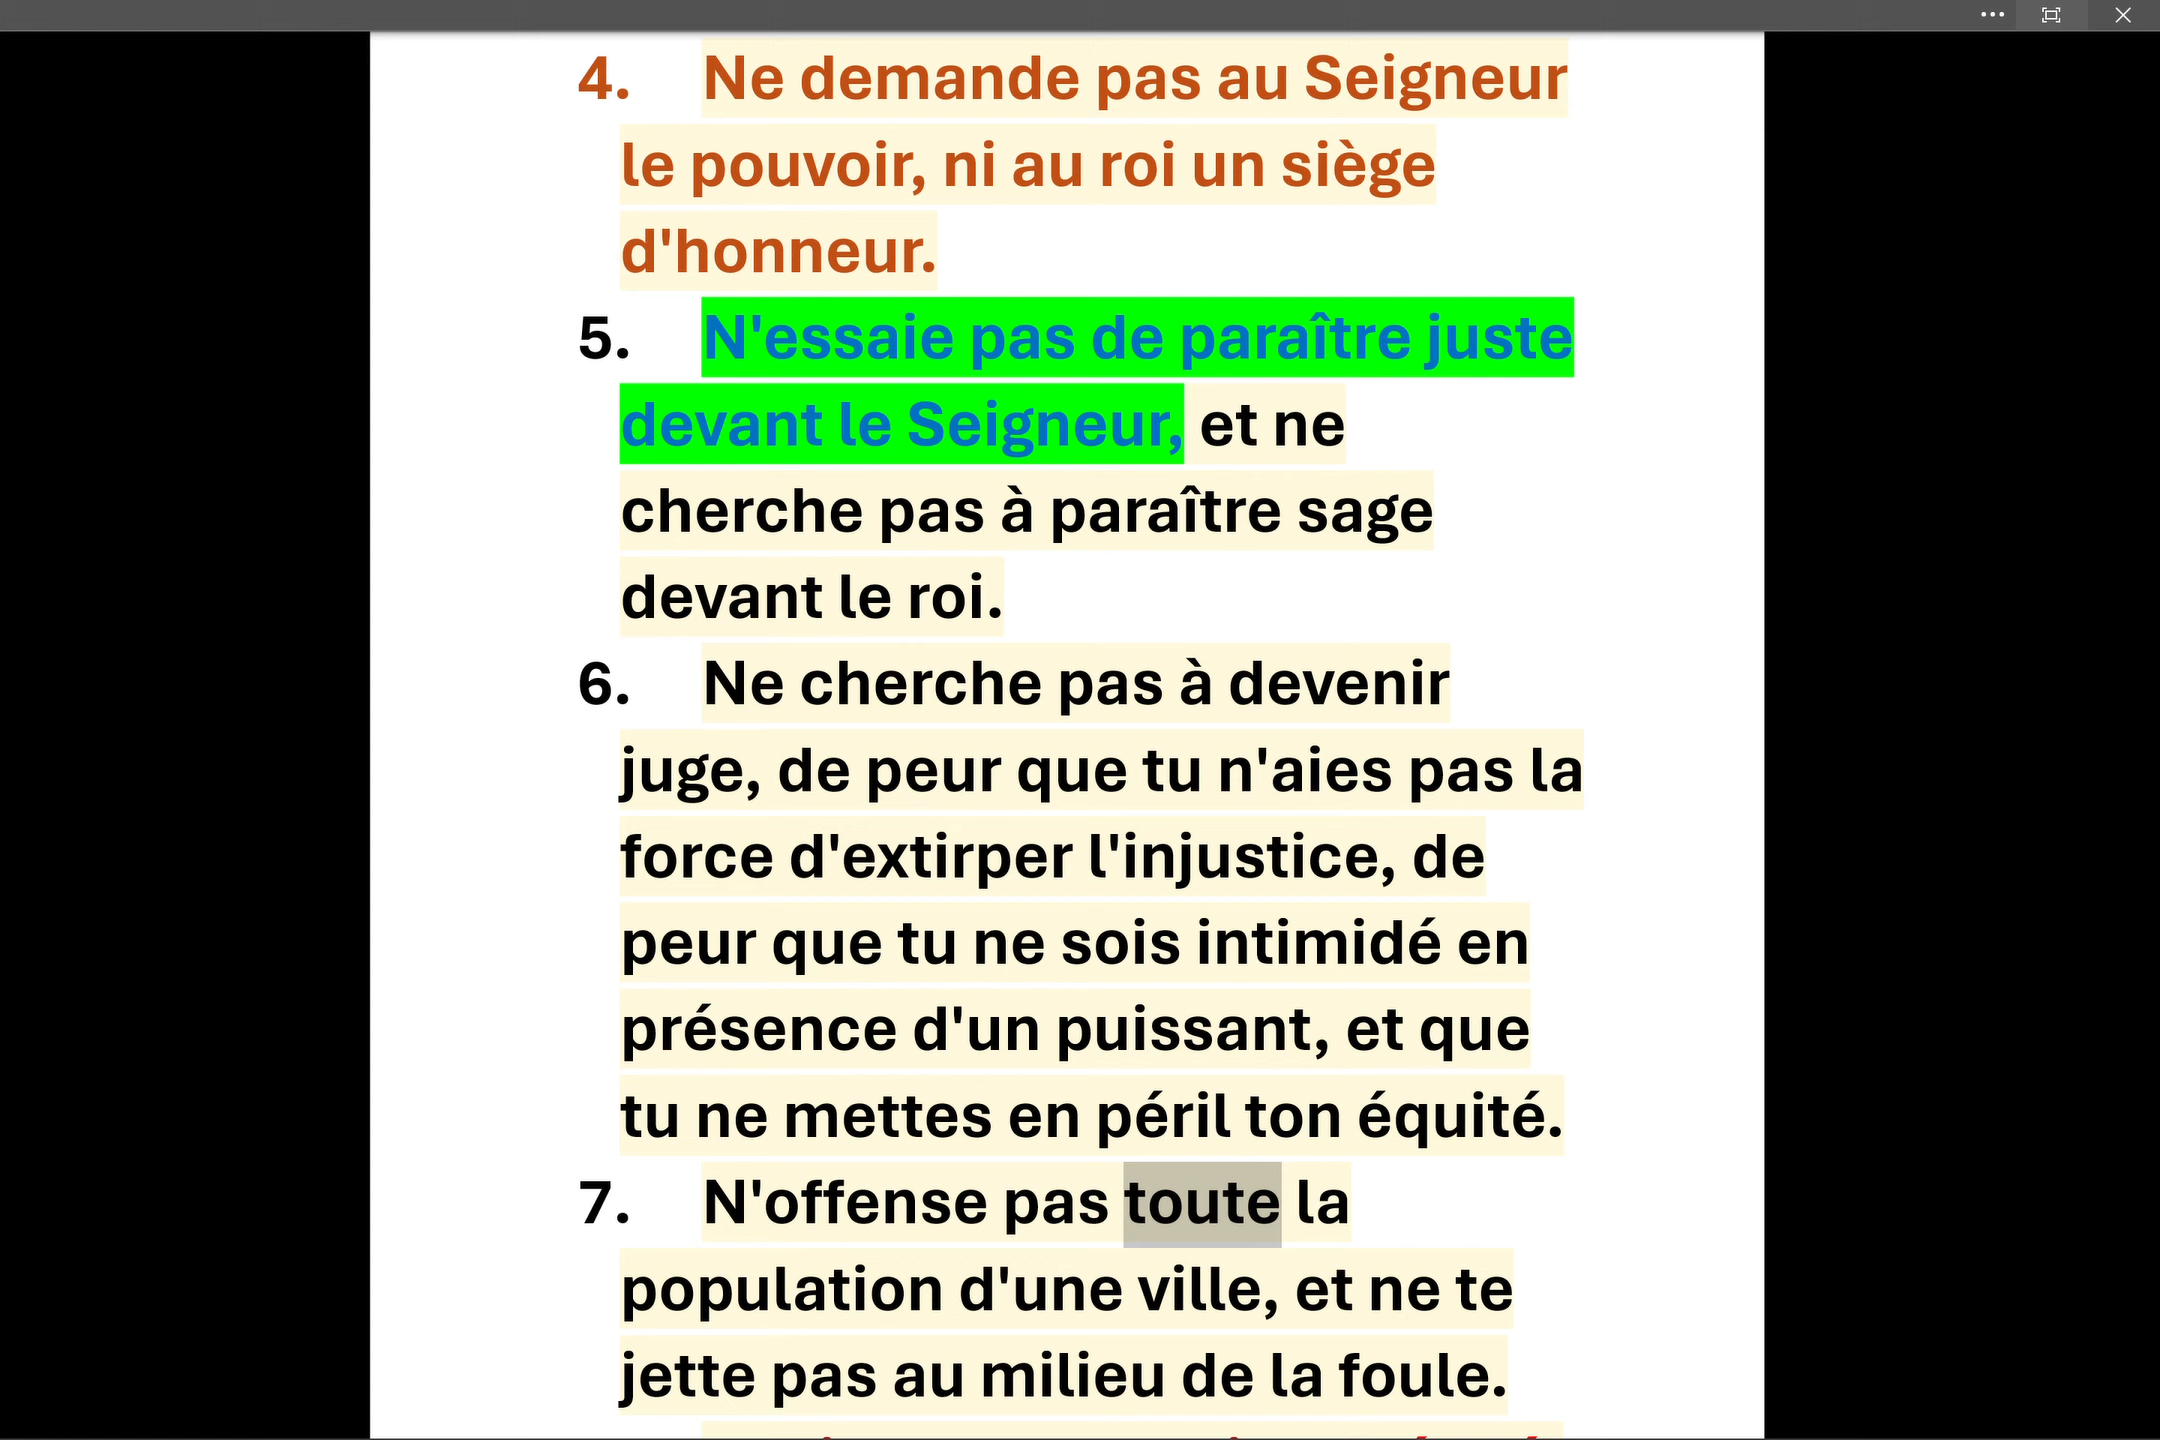 4. Ne demande pas au Seigneur
le pouvoir, ni au roi un siège
d'honneur.
5. N'essaie pas de paraître juste
devant le Seigneur, et ne
cherche pas à paraître sage
devant le roi.
6. Ne cherche pas à devenir
juge, de peur que tu n'aies pas la
force d'extirper l'injustice, de
peur que tu ne sois intimidé en
présence d'un puissant, et que
tu ne mettes en péril ton équité.
7. N'offense pas toute la
population d'une ville, et ne te
jette pas au milieu de la foule.